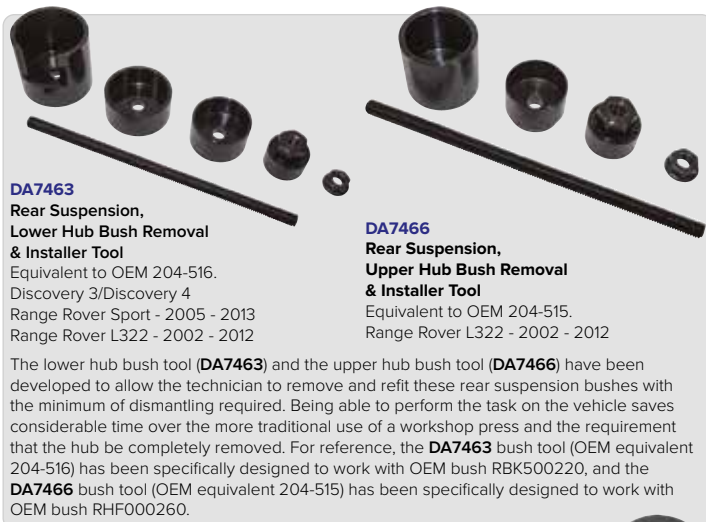 DA7463
Rear Suspension,
Lower Hub Bush Removal
& Installer Tool
Equivalent to OEM 204-516.
Discovery 3/Discovery 4
Range Rover Sport - 2005 - 2013
Range Rover L322 - 2002 - 2012
DA7466
Rear Suspension,
Upper Hub Bush Removal
& Installer Tool
Equivalent to OEM 204-515.
Range Rover L322 - 2002 - 2012
The lower hub bush tool (DA7463) and the upper hub bush tool (DA7466) have been
developed to allow the technician to remove and refit these rear suspension bushes with
the minimum of dismantling required. Being able to perform the task on the vehicle saves
considerable time over the more traditional use of a workshop press and the requirement
that the hub be completely removed. For reference, the DA7463 bush tool (OEM equivalent
204-516) has been specifically designed to work with OEM bush RBK500220, and the
DA7466 bush tool (OEM equivalent 204-515) has been specifically designed to work with
OEM bush RHF000260.